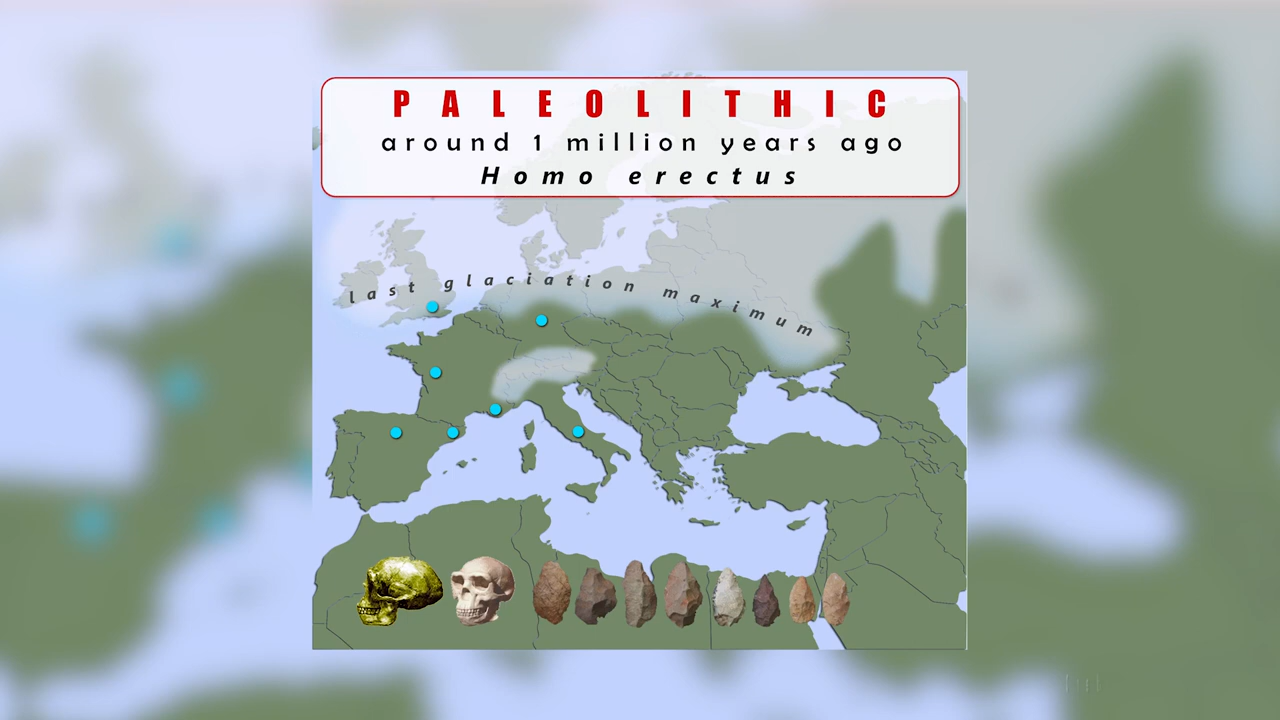 PALEOLITHIC
around 1 million years ago
Homo erectus
last glaciation maximum